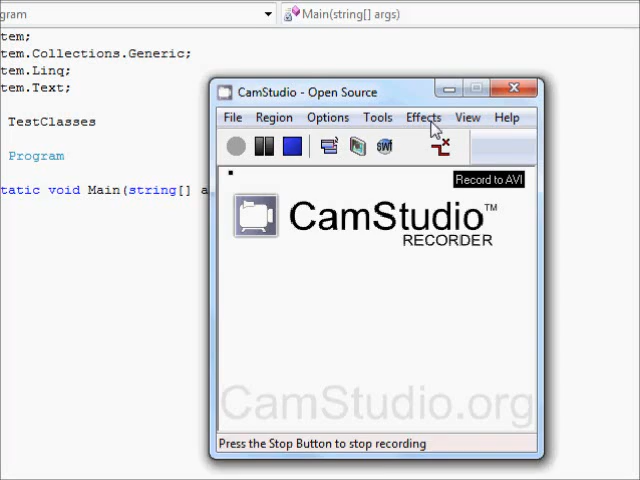 gram
Main(string[] args)
tem;
tem.Collections.Generic;
tem.Linq;
tem.Text;
TestClasses
Program
tatic void Main(string[] a
CamStudio - Open Source
File Region Options Tools Effects View Help
swf
Record to AVI
CamStudio™
RECORDER
CamStudio.org
Press the Stop Button to stop recording